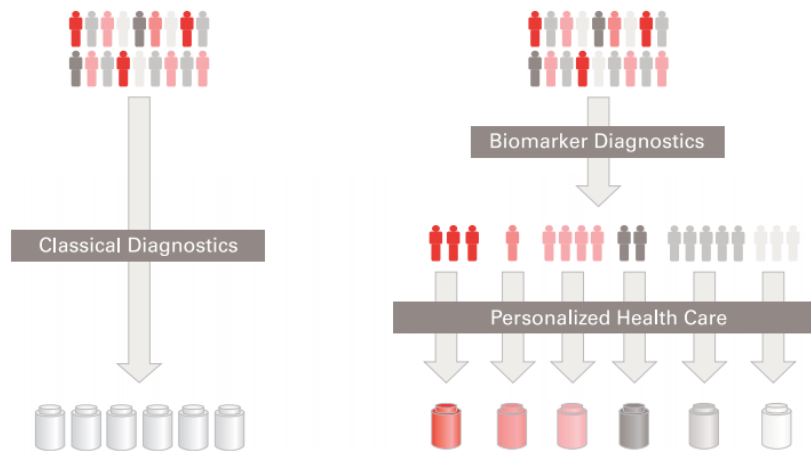 Biomarker Diagnostics
Classical Diagnostics
Personalized Health Care